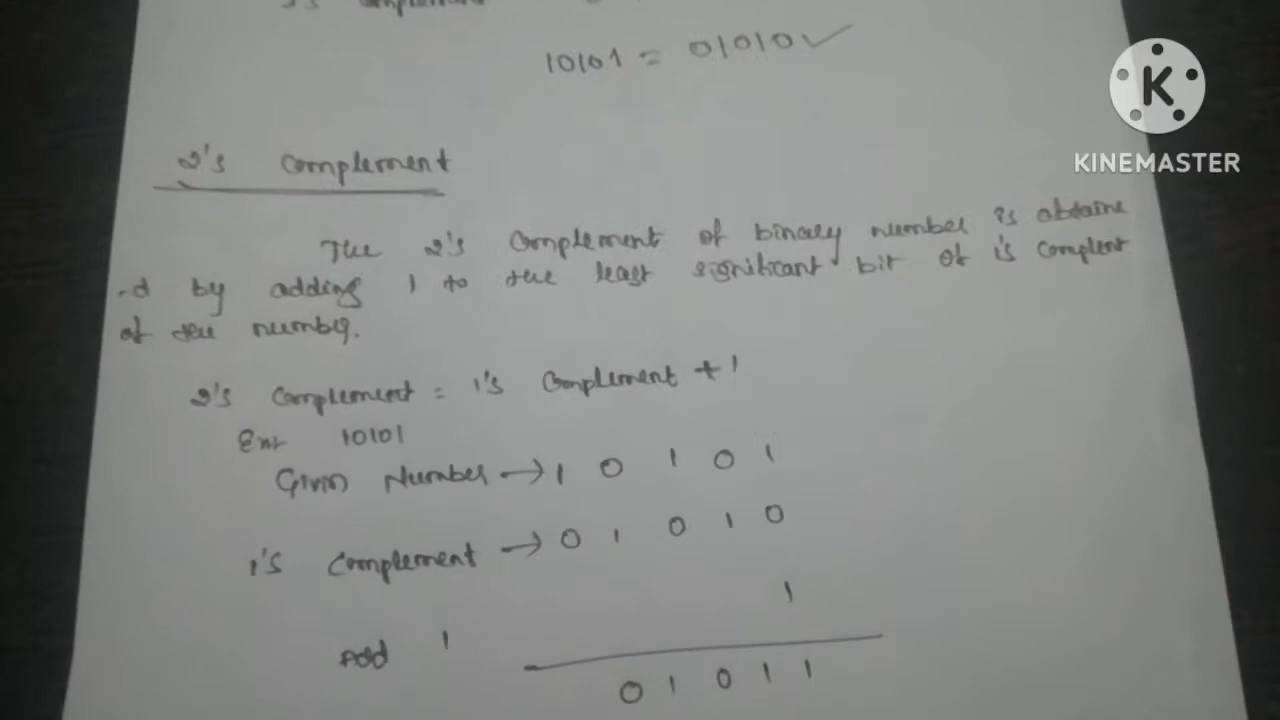 10101 = 01010 ✓
K
KINEMASTER
2's Complement
The 2's Complement of binary number is obtaine
-d by adding 1 to the least significant bit of 1's Complent
of the number.
2's Complement = 1's Complement + 1
10101
Given Number → 1 0 1 0 1
1's Complement → 0 1 0 1 0
1
Add 1
0 1 0 1 1